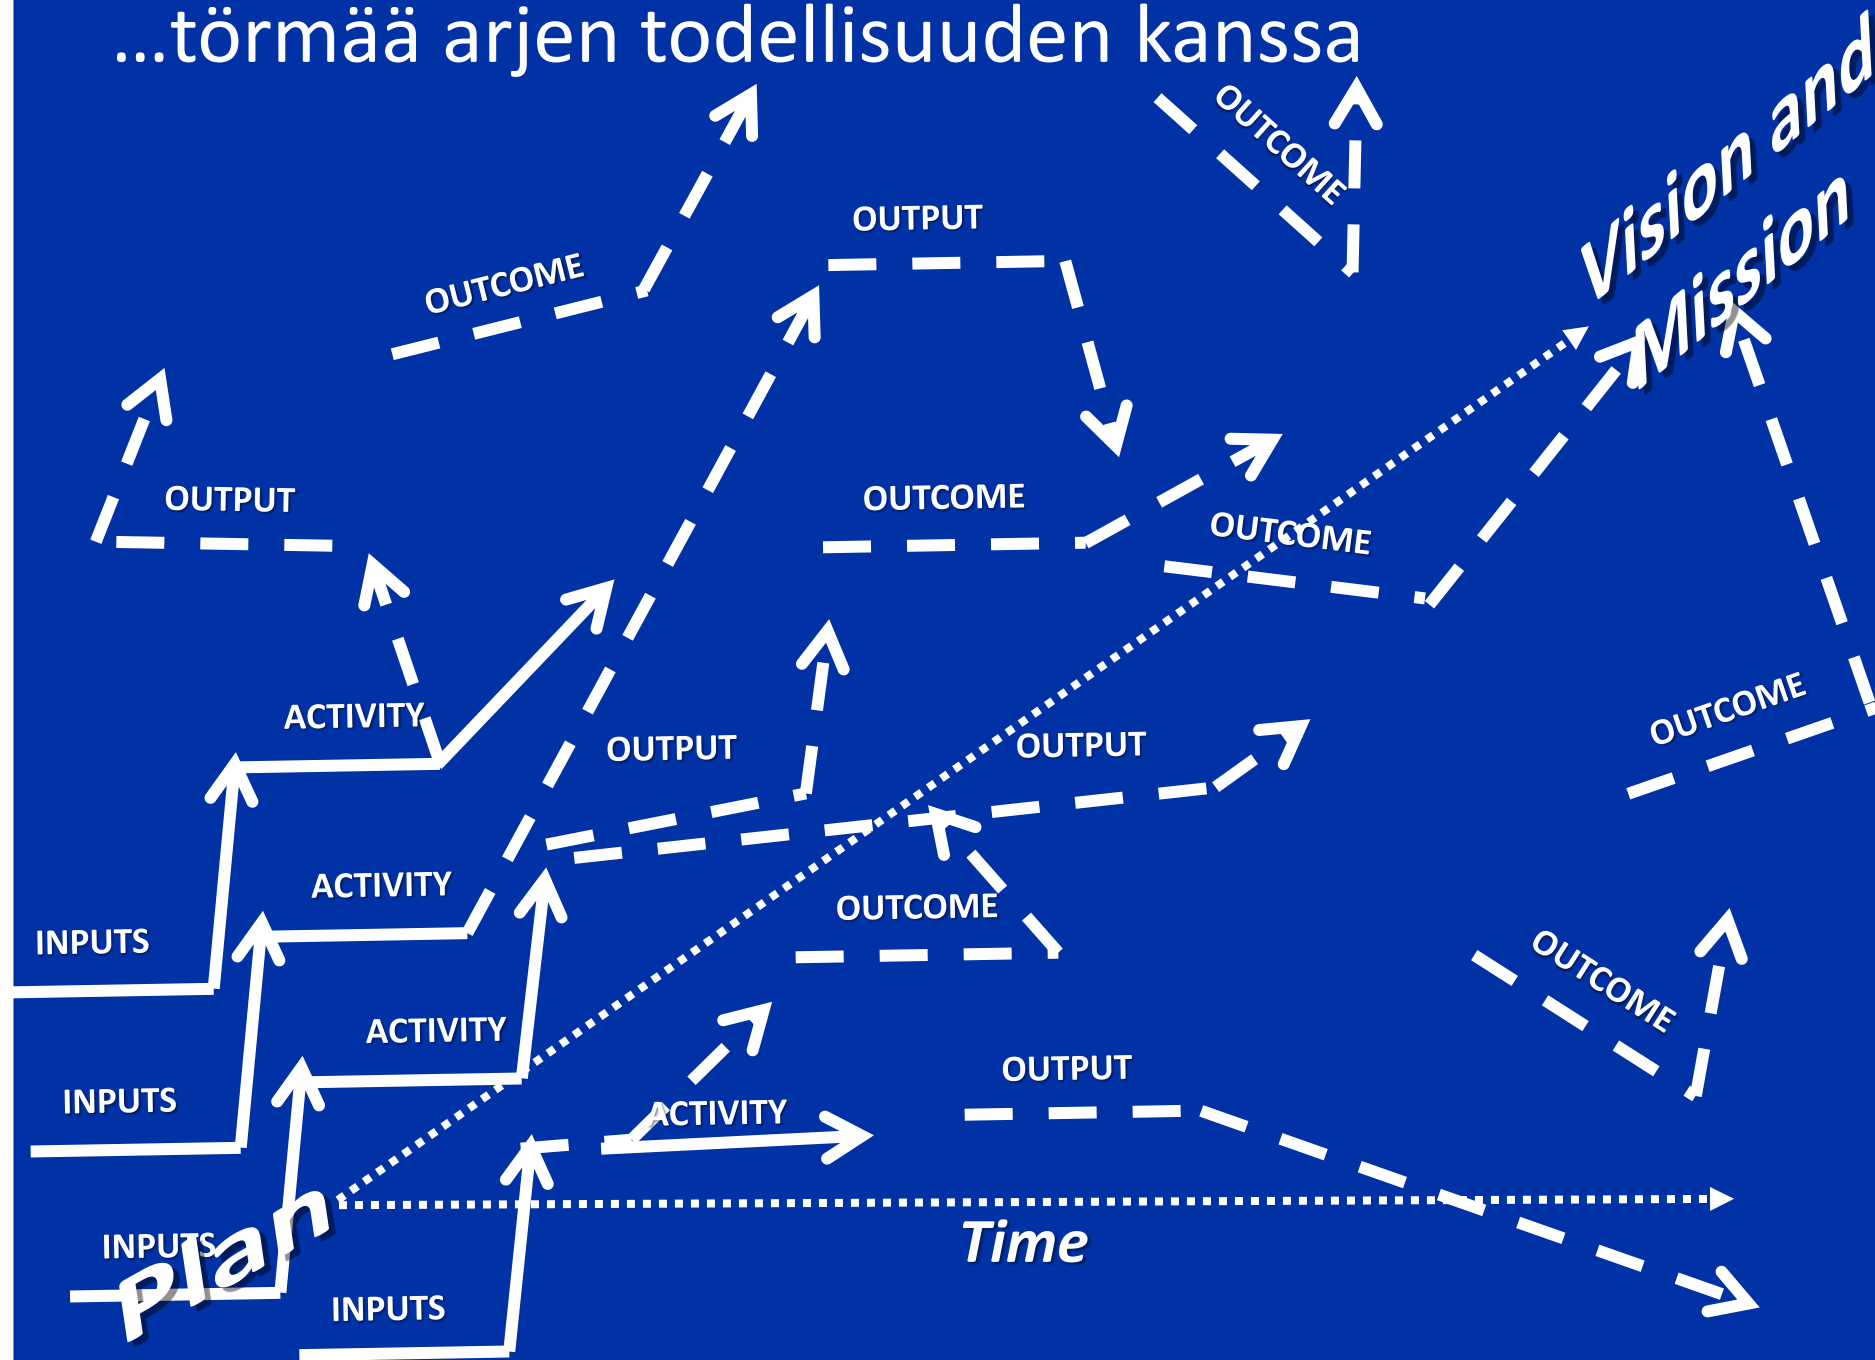 ...törmää arjen todellisuuden kanssa
OUTCOME
Vision and
Mission
OUTPUT
OUTCOME
OUTPUT
OUTCOME
OUTCOME
ACTIVITY
OUTPUT
OUTPUT
OUTCOME
ACTIVITY
OUTCOME
INPUTS
OUTCOME
ACTIVITY
OUTPUT
INPUTS
ACTIVITY
Time
INPUTS
Plan
INPUTS